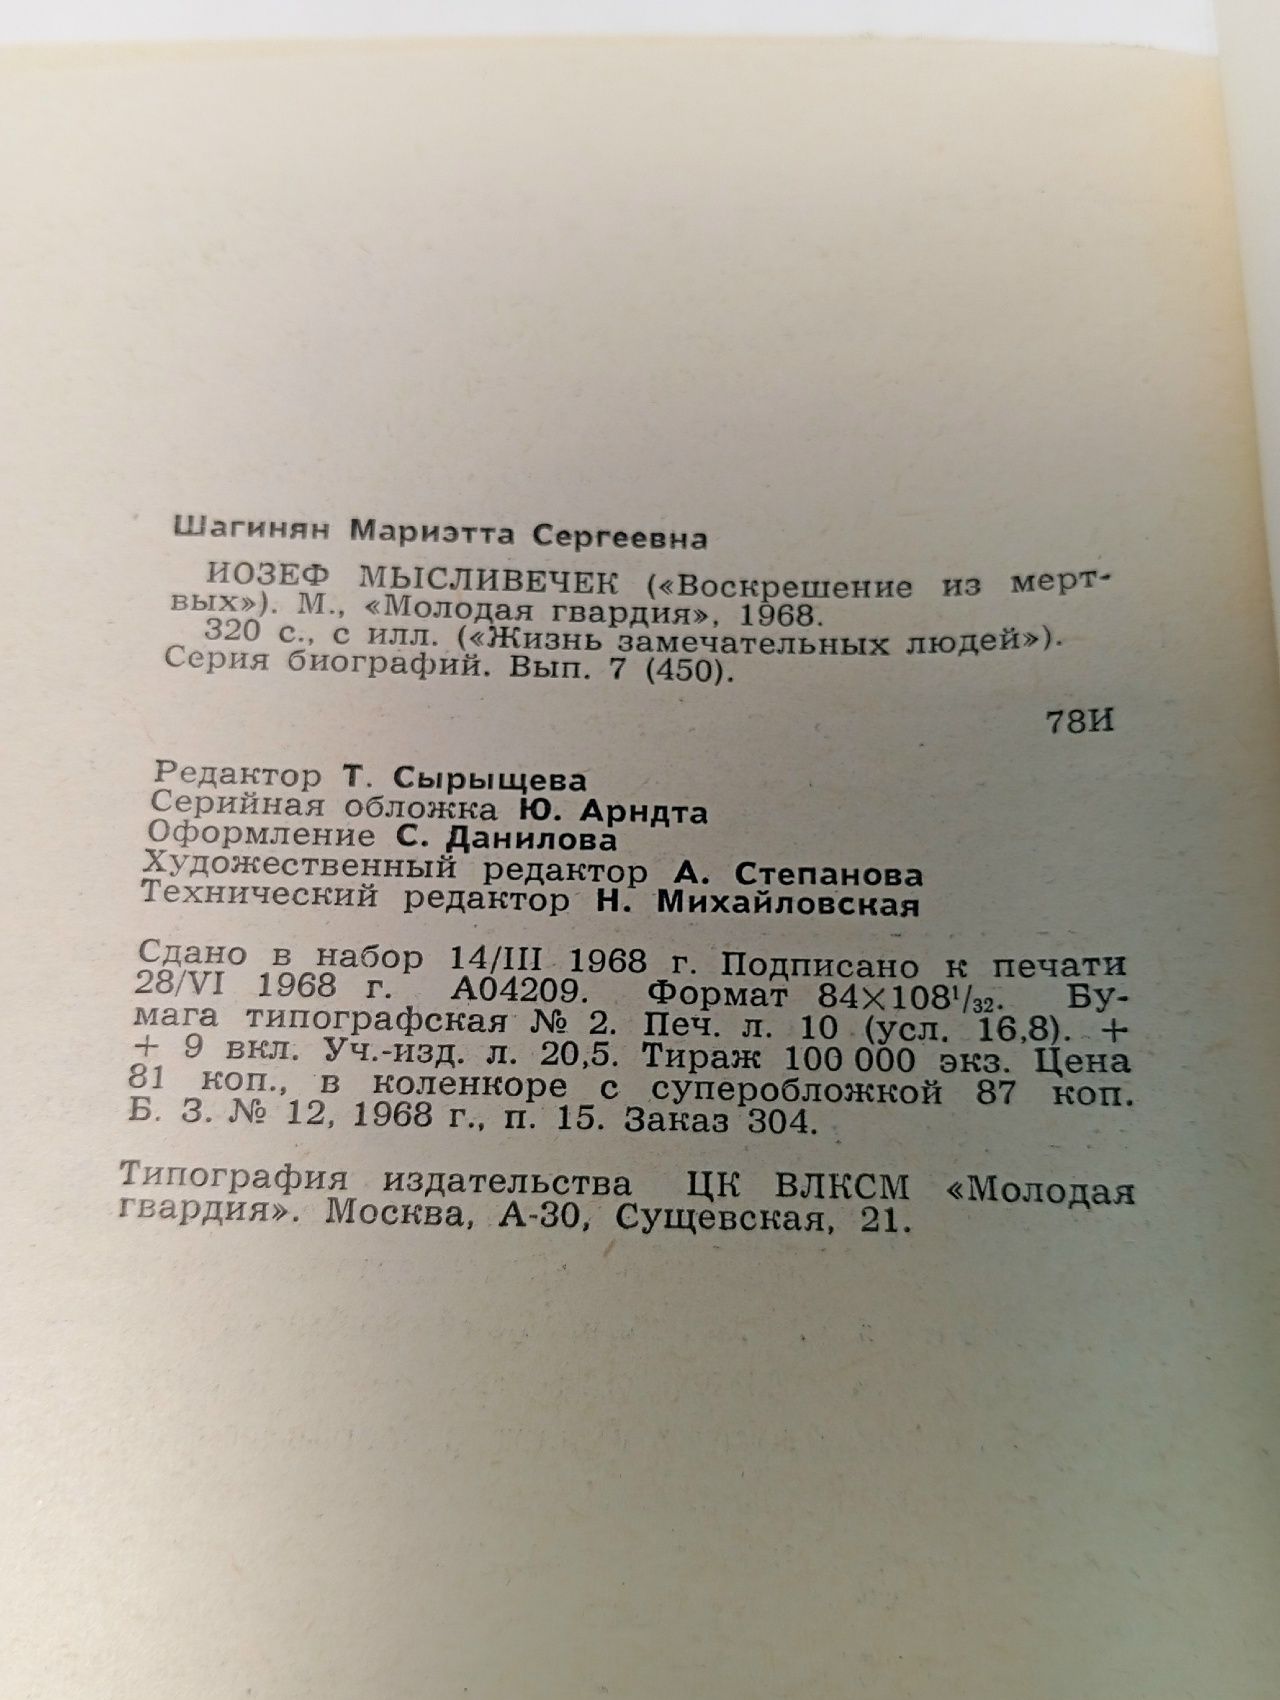 Шагинян Мариэтта Сергеевна
ИОЗЕФ МЫСЛИВЕЧЕК («Воскрешение из мерт-
вых»). М., «Молодая гвардия», 1968.
320 с., с илл. («Жизнь замечательных людей»).
Серия биографий. Вып. 7 (450).
78И
Редактор Т. Сырыщева
Серийная обложка Ю. Арндта
Оформление С. Данилова
Художественный редактор А. Степанова
Технический редактор Н. Михайловская
Сдано в набор 14/III 1968 г. Подписано к печати
28/VI 1968 г. А04209. Формат 84×108¹/₃₂. Бу-
мага типографская № 2. Печ. л. 10 (усл. 16,8). +
+ 9 вкл. Уч.-изд. л. 20,5. Тираж 100 000 экз. Цена
81 коп., в коленкоре с суперобложкой 87 коп.
Б. З. № 12, 1968 г., п. 15. Заказ 304.
Типография издательства ЦК ВЛКСМ «Молодая
гвардия». Москва, А-30, Сущевская, 21.